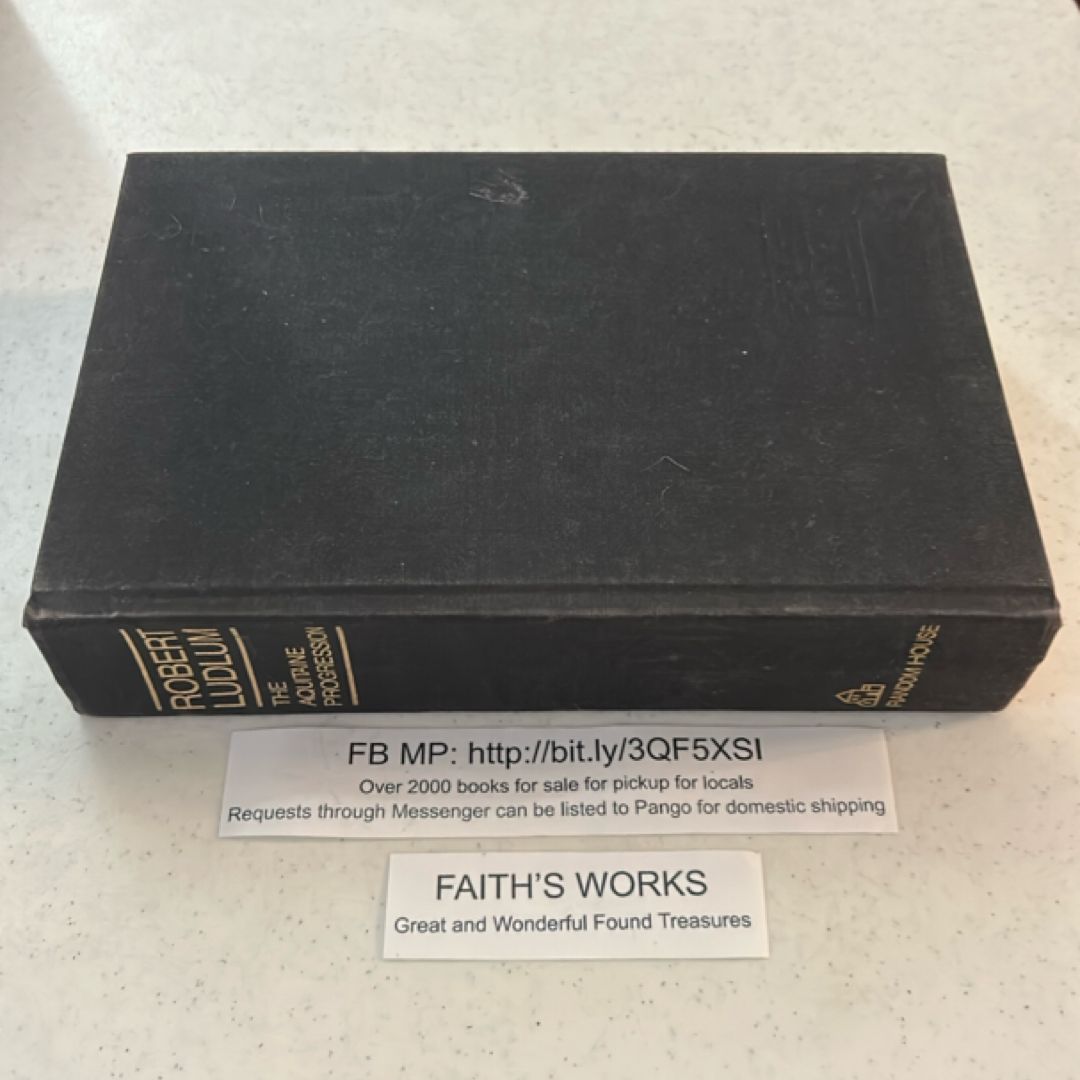 ROBERT
LUDLUM
THE
AQUITAINE
PROGRESSION
RANDOM HOUSE
FB MP: http://bit.ly/3QF5XSI
Over 2000 books for sale for pickup for locals
Requests through Messenger can be listed to Pango for domestic shipping
FAITH'S WORKS
Great and Wonderful Found Treasures